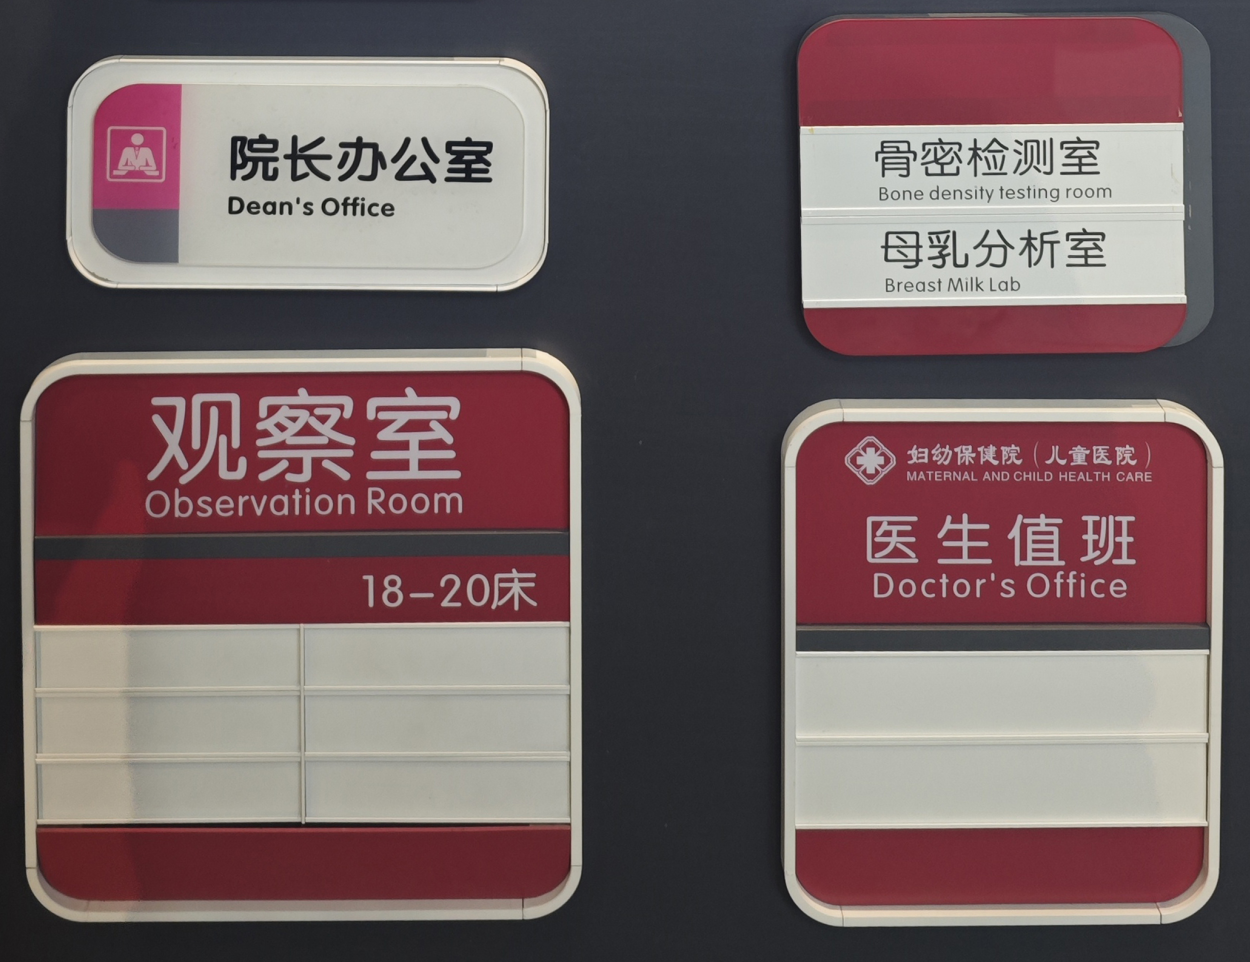 院长办公室
Dean's Office
骨密检测室
Bone density testing room
母乳分析室
Breast Milk Lab
观察室
Observation Room
18-20床
妇幼保健院（儿童医院）
MATERNAL AND CHILD HEALTH CARE
医生值班
Doctor's Office